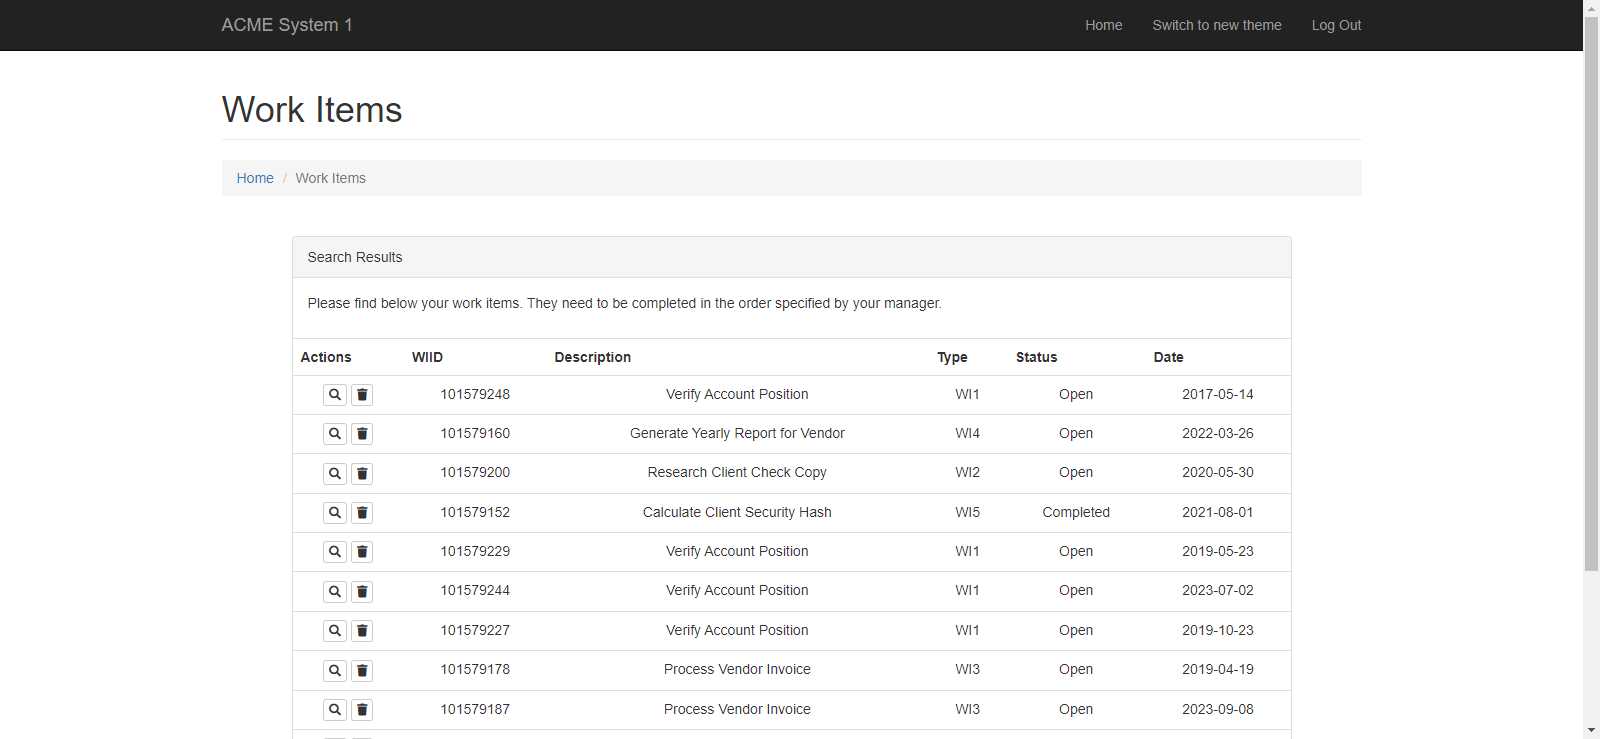 ACME System 1 Home Switch to new theme Log Out
Work Items
Home / Work Items
Search Results
Please find below your work items. They need to be completed in the order specified by your manager.
Actions WIID Description Type Status Date
101579248 Verify Account Position WI1 Open 2017-05-14
101579160 Generate Yearly Report for Vendor WI4 Open 2022-03-26
101579200 Research Client Check Copy WI2 Open 2020-05-30
101579152 Calculate Client Security Hash WI5 Completed 2021-08-01
101579229 Verify Account Position WI1 Open 2019-05-23
101579244 Verify Account Position WI1 Open 2023-07-02
101579227 Verify Account Position WI1 Open 2019-10-23
101579178 Process Vendor Invoice WI3 Open 2019-04-19
101579187 Process Vendor Invoice WI3 Open 2023-09-08